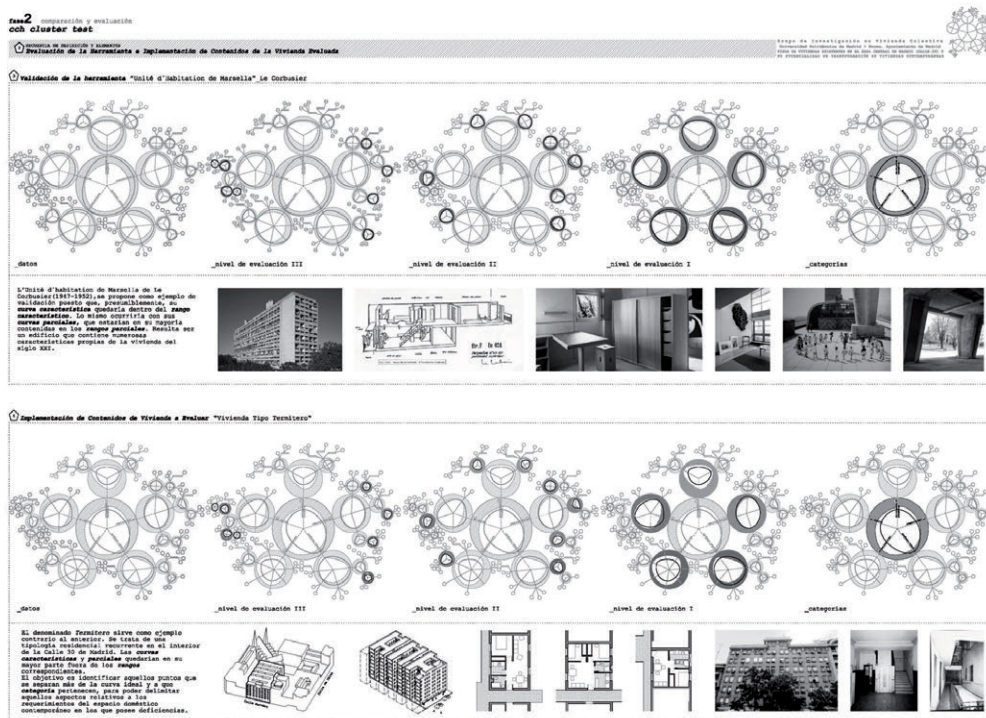 fase2 comparación y evaluación
cch cluster test
SECUENCIA EN MEDICIÓN Y ELEMENTOS
Evaluación de la Herramienta e Implementación de Contenidos de la Vivienda Evaluada
Grupo de Investigación en Vivienda Colectiva
Universidad Politécnica de Madrid
Validación de la herramienta "Unité d'Habitation de Marsella"_Le Corbusier
_datos
_nivel de evaluación III
_nivel de evaluación II
_nivel de evaluación I
_categorías
L'Unité d'habitation de Marsella de Le
Corbusier(1947-1952),se propone como ejemplo de
validación puesto que, presumiblemente, su
curva característica quedaría dentro del rango
característico. Lo mismo ocurriría con sus
curvas parciales, que estarían en su mayoría
contenidas en los rangos parciales. Resulta ser
un edificio que contiene numerosas
características propias de la vivienda del
siglo XXI.
Implementación de Contenidos de Vivienda a Evaluar "Vivienda Tipo Termitero"
_datos
_nivel de evaluación III
_nivel de evaluación II
_nivel de evaluación I
_categorías
El denominado Termitero sirve como ejemplo
contrario al anterior. Se trata de una
tipología residencial recurrente en el interior
de la Calle 30 de Madrid. Las curvas
características y parciales quedarían en su
mayor parte fuera de los rangos
correspondientes.
El objetivo es identificar aquellos puntos que
se separan más de la curva ideal y a que
categoría pertenecen, para poder delimitar
aquellos aspectos relativos a los
requerimientos del espacio doméstico
contemporáneo en los que posee deficiencias.